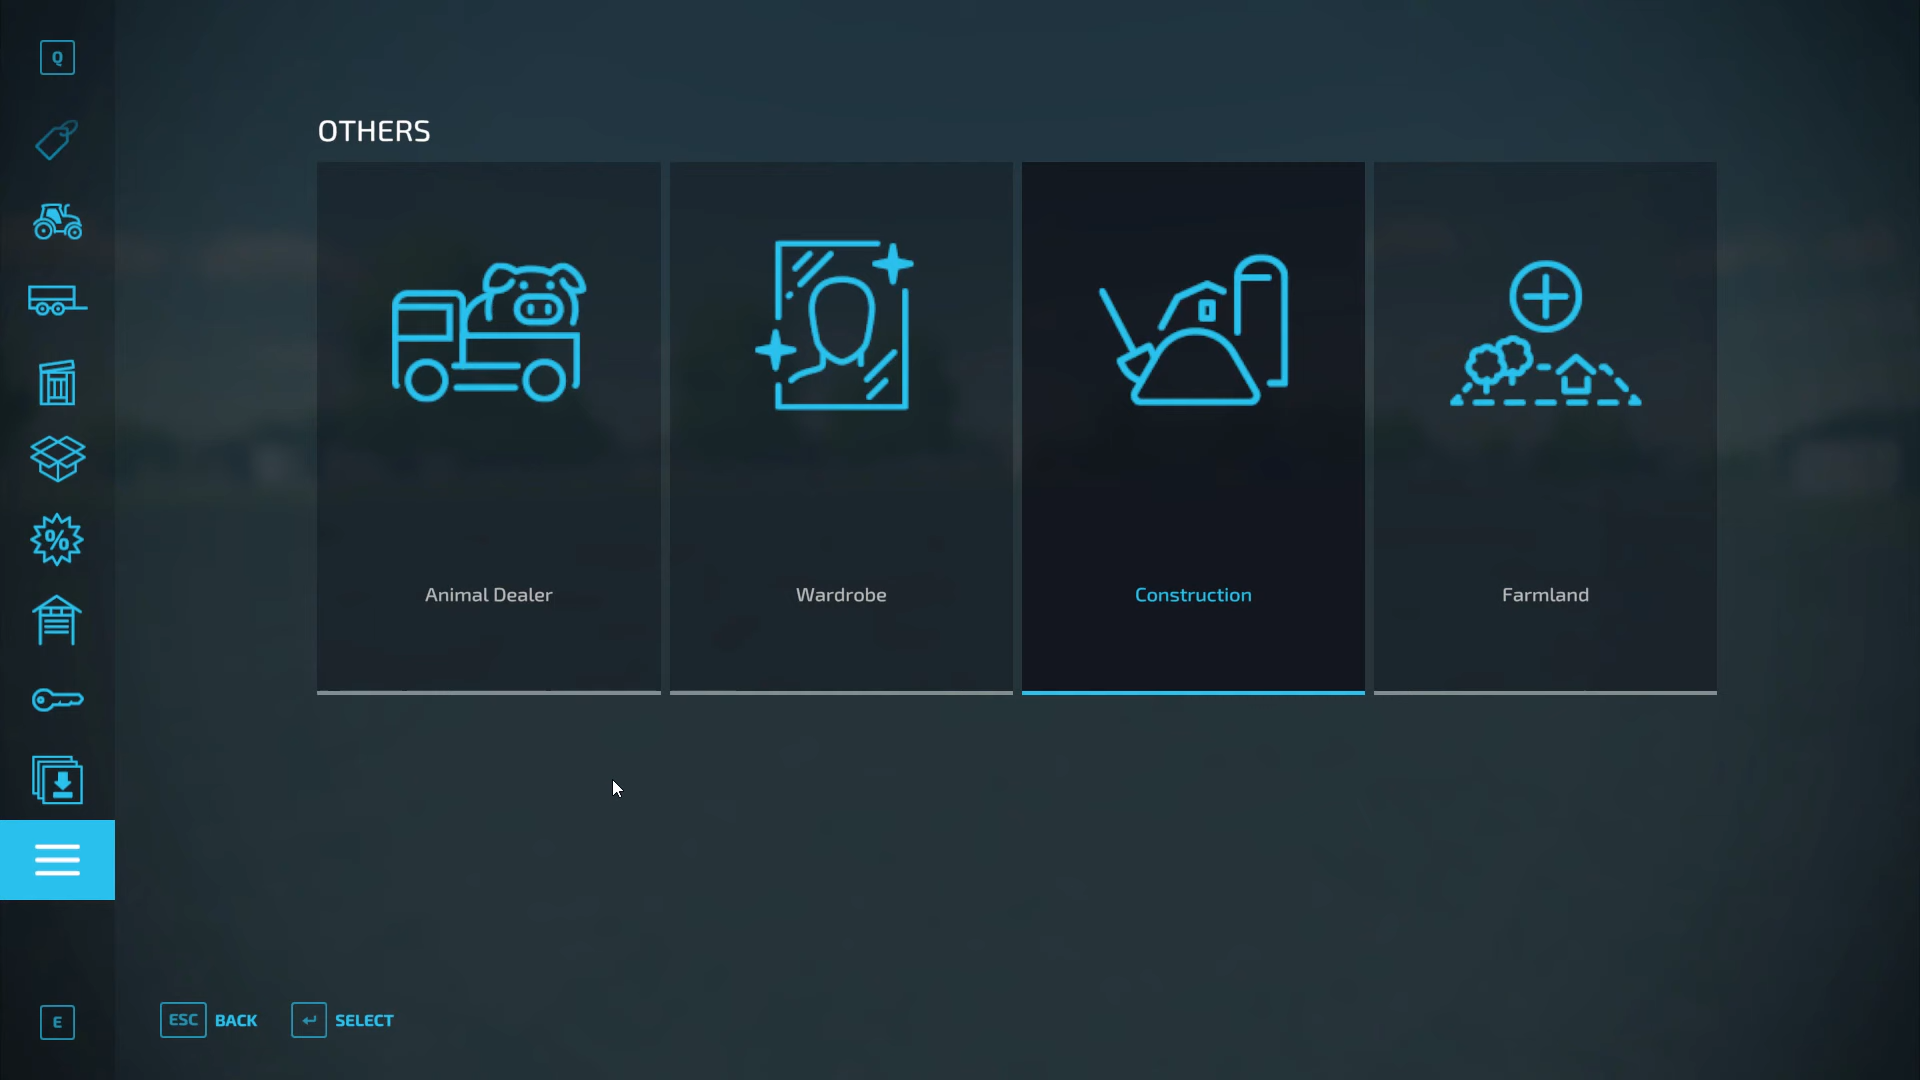 Q
OTHERS
%
Animal Dealer
Wardrobe
Construction
Farmland
E
ESC BACK
↵ SELECT